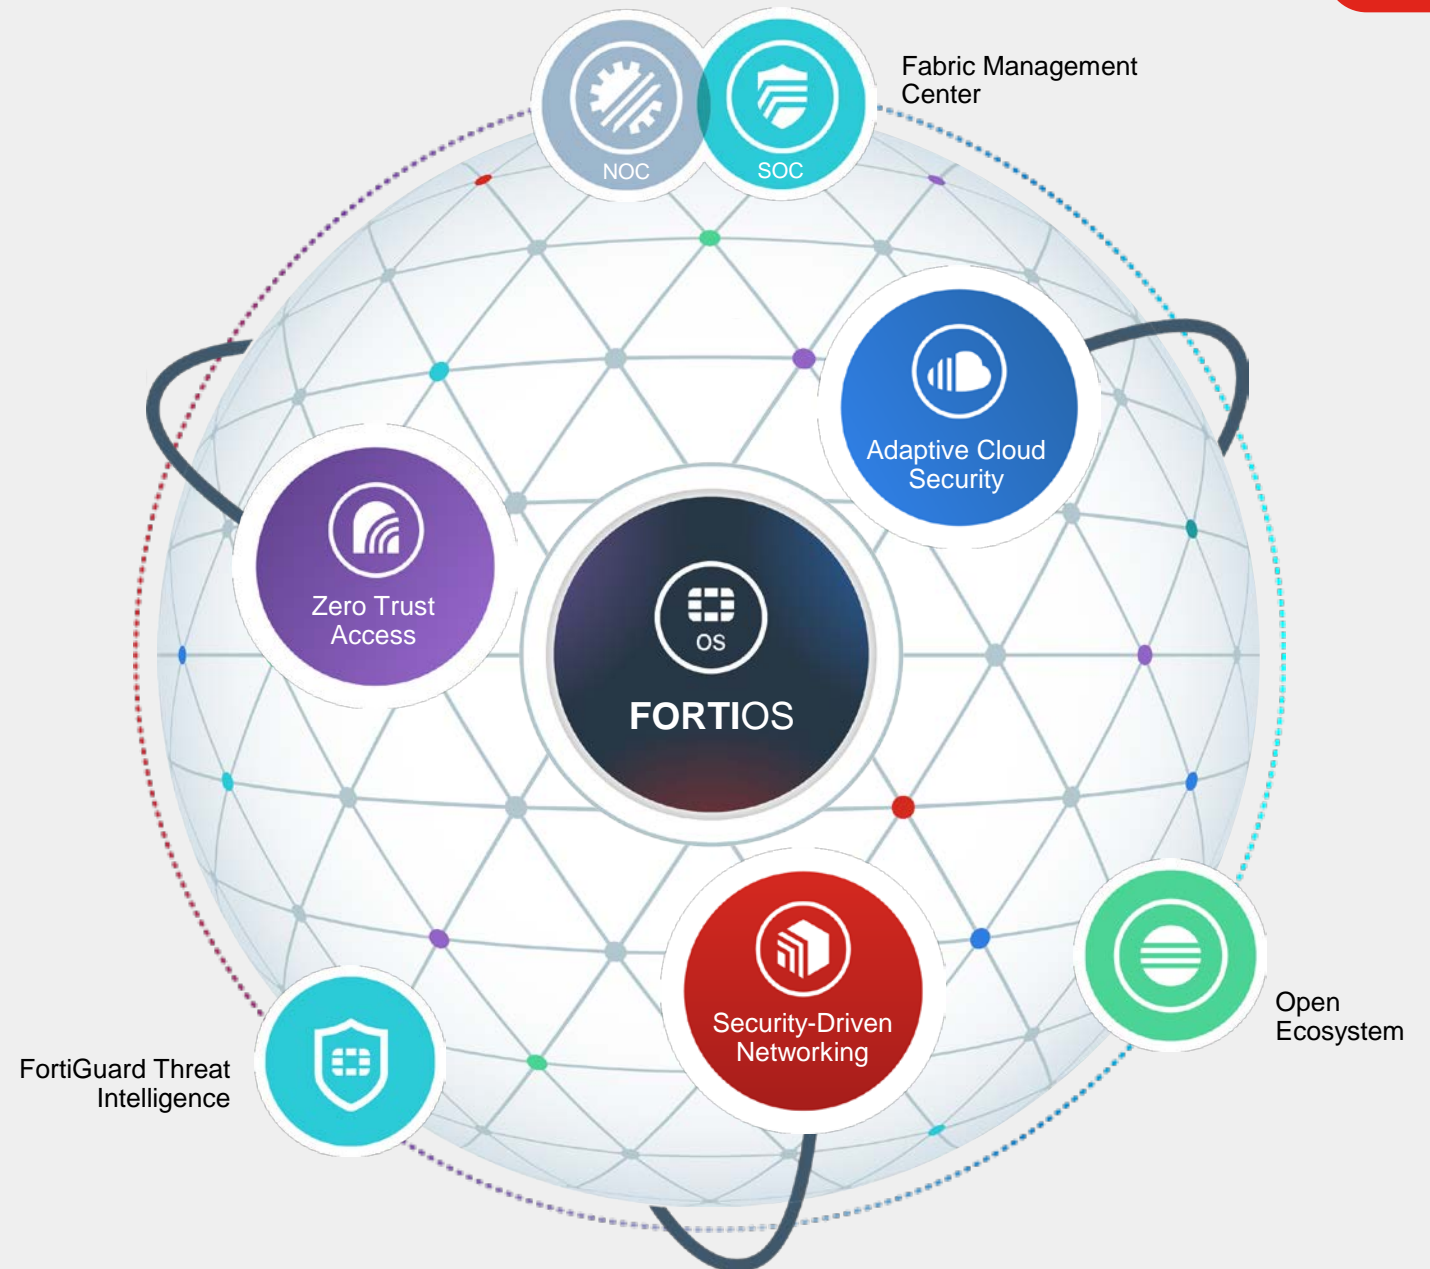 Fabric Management
Center
NOC
SOC
Adaptive Cloud
Security
Zero Trust
Access
OS
FORTIOS
Security-Driven
Networking
Open
Ecosystem
FortiGuard Threat
Intelligence